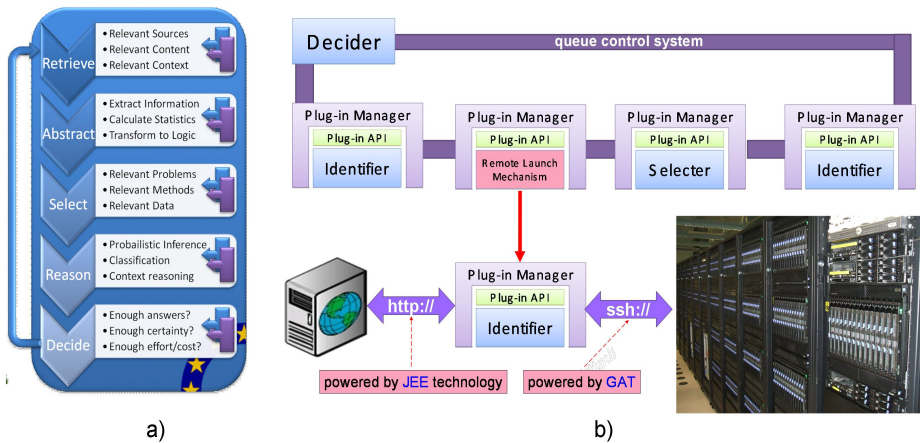 Retrieve
• Relevant Sources
• Relevant Content
• Relevant Context
Abstract
• Extract Information
• Calculate Statistics
• Transform to Logic
Select
• Relevant Problems
• Relevant Methods
• Relevant Data
Reason
• Probailistic Inference
• Classification
• Context reasoning
Decide
• Enough answers?
• Enough certainty?
• Enough effort/cost?
a)
Decider
queue control system
Plug-in Manager
Plug-in API
Identifier
Plug-in Manager
Plug-in API
Remote Launch
Mechanism
Plug-in Manager
Plug-in API
Selecter
Plug-in Manager
Plug-in API
Identifier
http://
Plug-in Manager
Plug-in API
Identifier
ssh://
powered by JEE technology
powered by GAT
b)